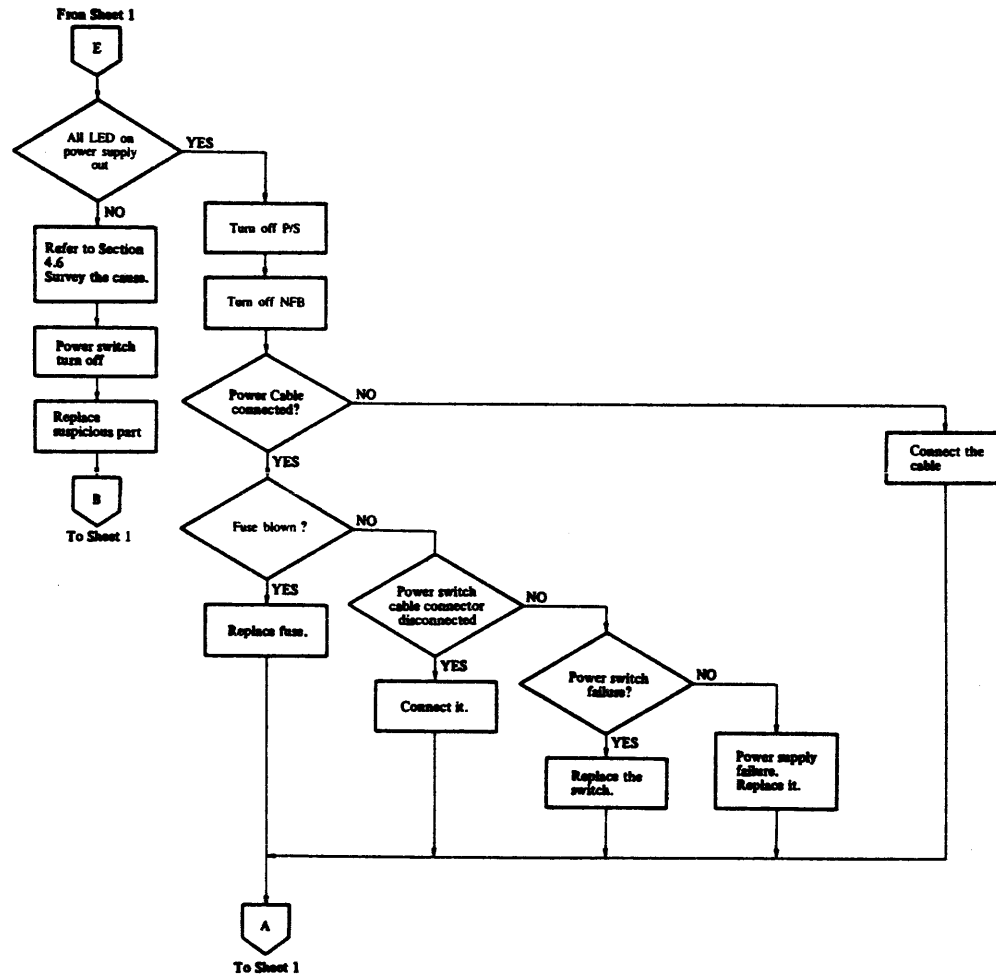 Fron Sheet 1
E
All LED on
power supply
out
YES
NO
Refer to Section
4.6
Survey the cause.
Power switch
turn off
Replace
suspicious part
B
To Sheet 1
Turn off P/S
Turn off NFB
Power Cable
connected?
NO
YES
Connect the
cable
Fuse blown ?
NO
YES
Replace fuse.
Power switch
cable connector
disconnected
NO
YES
Connect it.
Power switch
failure?
NO
YES
Replace the
switch.
Power supply
failure.
Replace it.
A
To Sheet 1